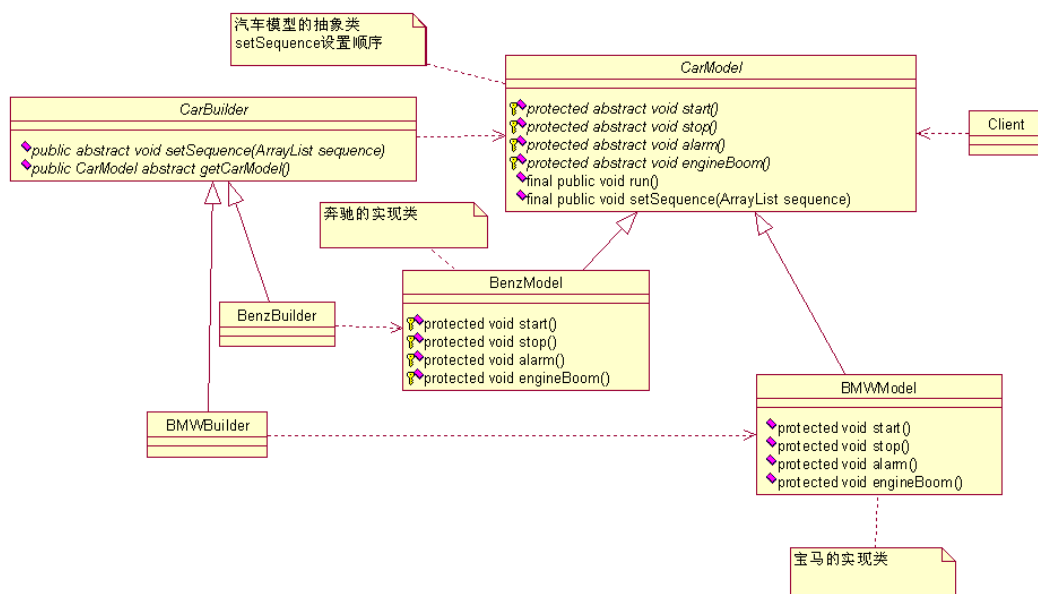 汽车模型的抽象类
setSequence设置顺序
CarModel
protected abstract void start()
protected abstract void stop()
protected abstract void alarm()
protected abstract void engineBoom()
final public void run()
final public void setSequence(ArrayList sequence)
Client
CarBuilder
public abstract void setSequence(ArrayList sequence)
public CarModel abstract getCarModel()
奔驰的实现类
BenzModel
protected void start()
protected void stop()
protected void alarm()
protected void engineBoom()
BenzBuilder
BMWBuilder
BMWModel
protected void start()
protected void stop()
protected void alarm()
protected void engineBoom()
宝马的实现类